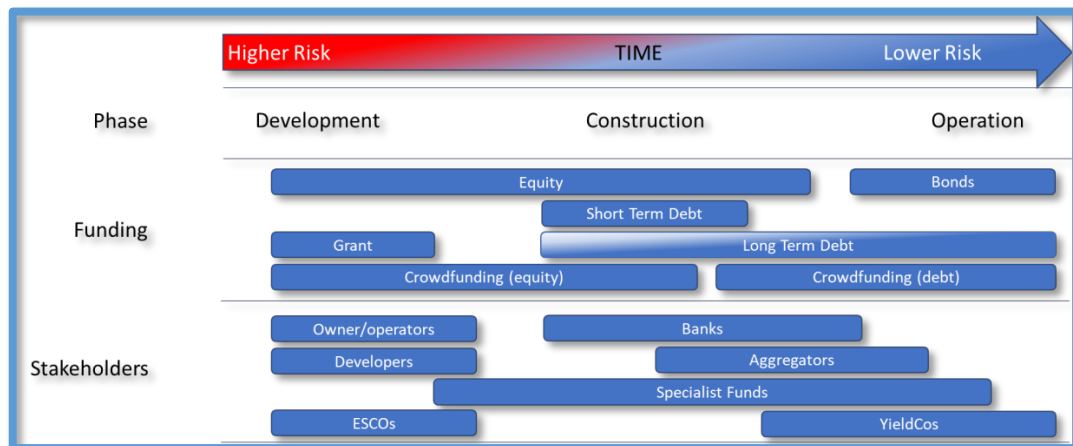 Higher Risk TIME Lower Risk
Phase Development Construction Operation
Equity Bonds
Short Term Debt
Funding
Grant Long Term Debt
Crowdfunding (equity) Crowdfunding (debt)
Owner/operators Banks
Developers Aggregators
Stakeholders
Specialist Funds
ESCOs YieldCos